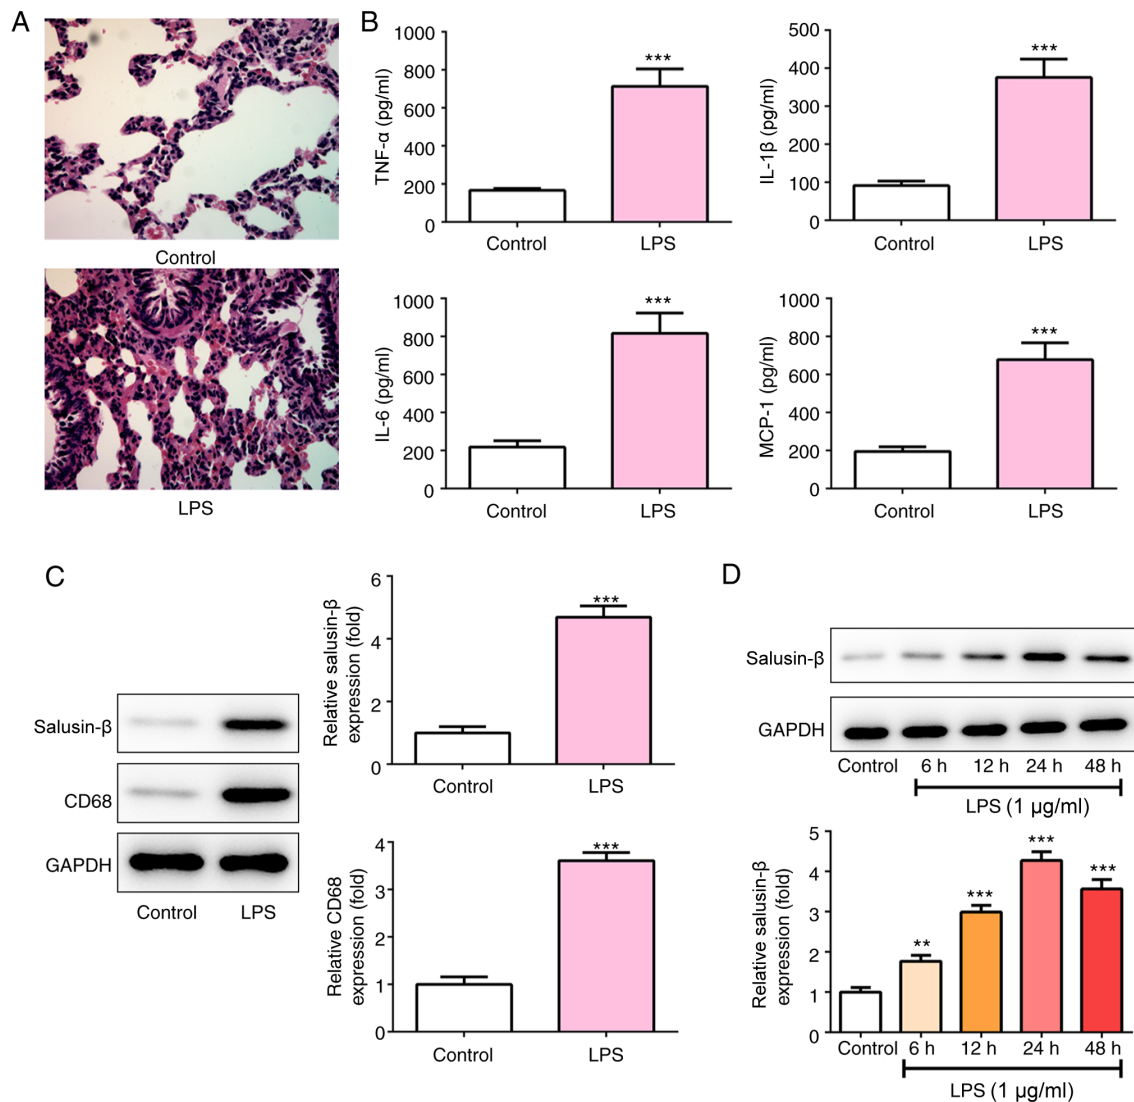 A
Control
LPS
B
TNF-α (pg/ml)
1000
800
600
400
200
0
***
Control
LPS
IL-1β (pg/ml)
500
400
300
200
100
0
***
Control
LPS
IL-6 (pg/ml)
1000
800
600
400
200
0
***
Control
LPS
MCP-1 (pg/ml)
1000
800
600
400
200
0
***
Control
LPS
C
Salusin-β
CD68
GAPDH
Control
LPS
Relative salusin-β
expression (fold)
6
4
2
0
***
Control
LPS
Relative CD68
expression (fold)
4
3
2
1
0
***
Control
LPS
D
Salusin-β
GAPDH
Control 6 h 12 h 24 h 48 h
LPS (1 μg/ml)
Relative salusin-β
expression (fold)
5
4
3
2
1
0
**
***
***
***
Control 6 h 12 h 24 h 48 h
LPS (1 μg/ml)